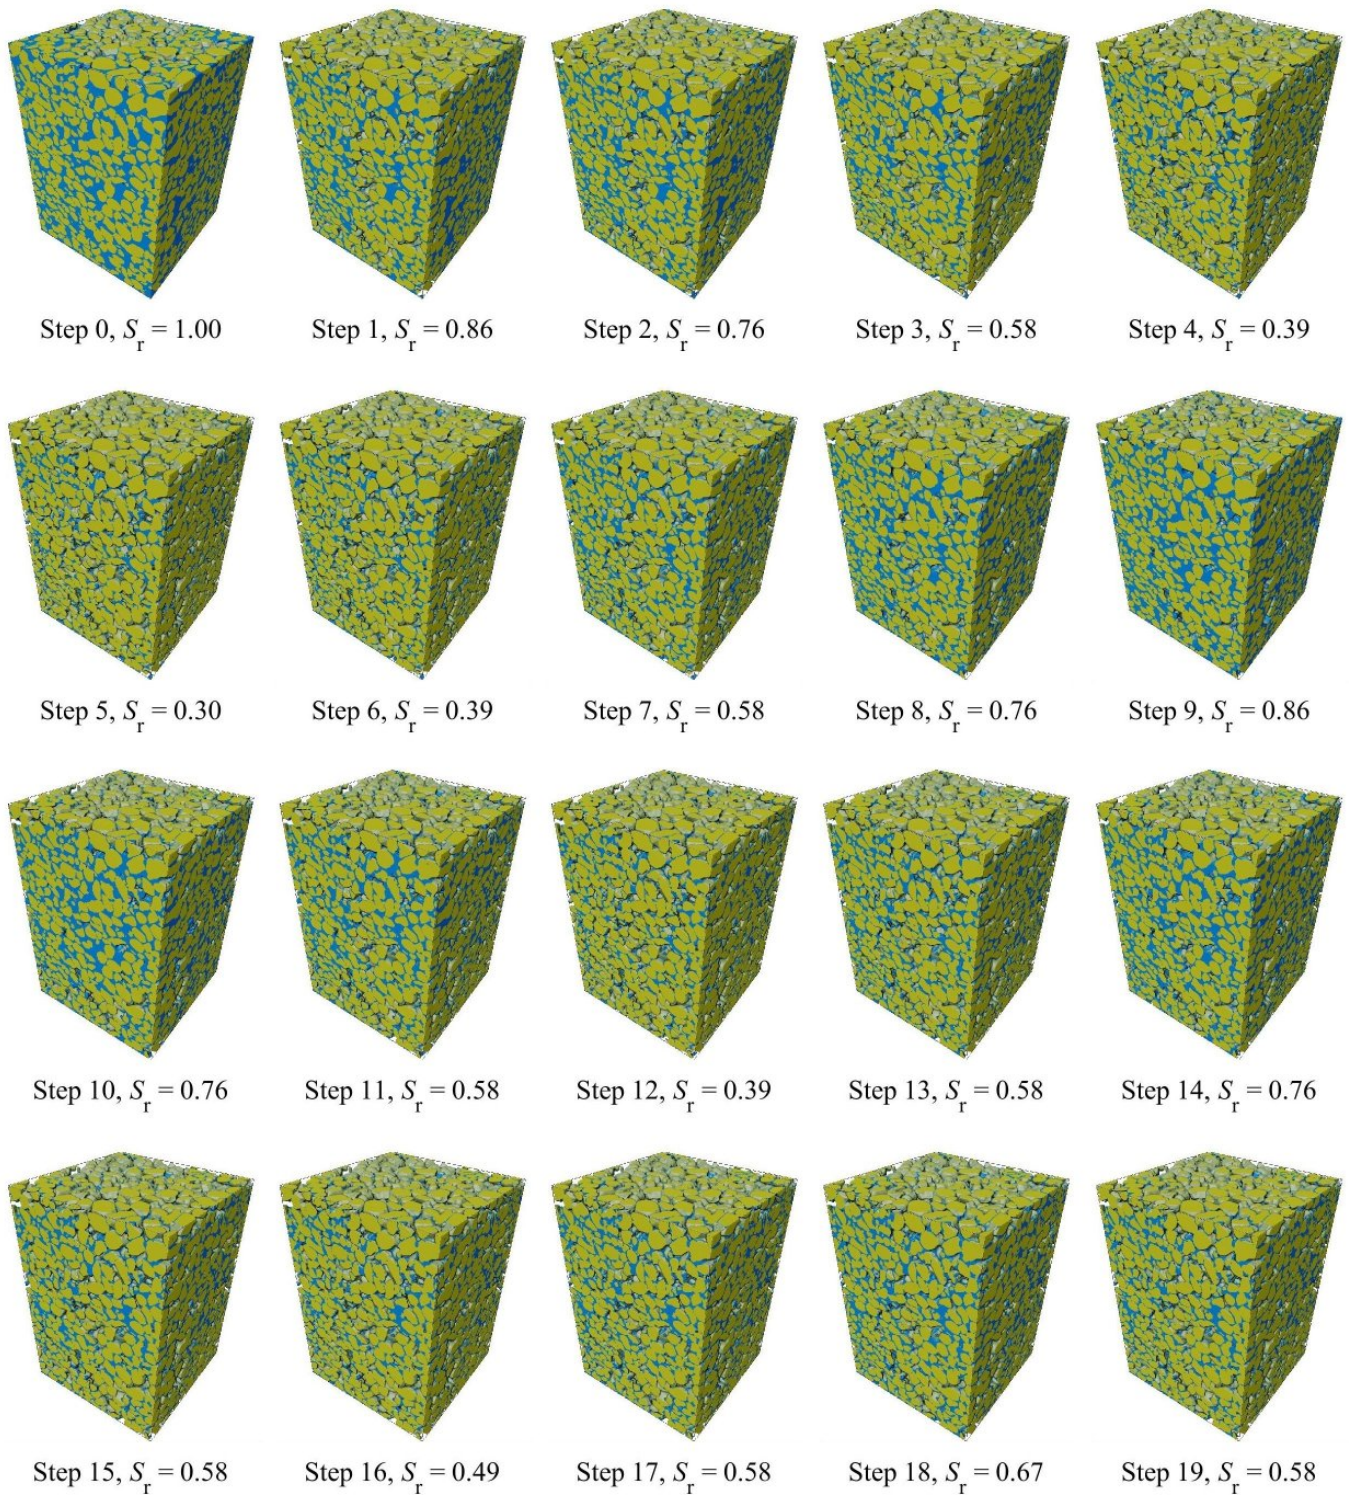 Step 0, Sr = 1.00
Step 1, Sr = 0.86
Step 2, Sr = 0.76
Step 3, Sr = 0.58
Step 4, Sr = 0.39
Step 5, Sr = 0.30
Step 6, Sr = 0.39
Step 7, Sr = 0.58
Step 8, Sr = 0.76
Step 9, Sr = 0.86
Step 10, Sr = 0.76
Step 11, Sr = 0.58
Step 12, Sr = 0.39
Step 13, Sr = 0.58
Step 14, Sr = 0.76
Step 15, Sr = 0.58
Step 16, Sr = 0.49
Step 17, Sr = 0.58
Step 18, Sr = 0.67
Step 19, Sr = 0.58